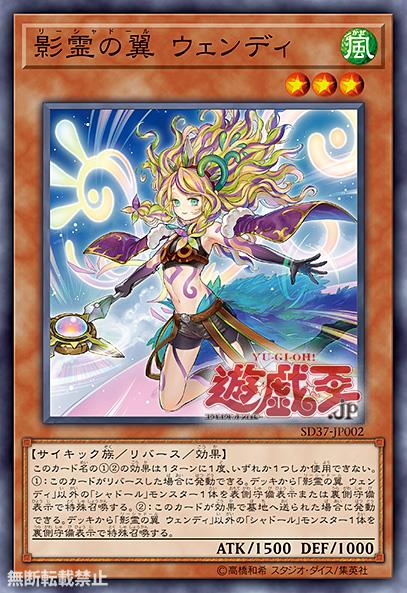 リーシャドール
影霊の翼 ウェンディ
かぜ
風
YU-GI-OH!
遊戯王
.jp
SD37-JP002
【サイキック族／リバース／効果】
このカード名の①②の効果は１ターンに１度、いずれか１つしか使用できない。
①：このカードがリバースした場合に発動できる。デッキから「影霊の翼 ウェ
ンディ」以外の「シャドール」モンスター１体を表側守備表示または裏側守備
表示で特殊召喚する。②：このカードが効果で墓地へ送られた場合に発動で
きる。デッキから「影霊の翼 ウェンディ」以外の「シャドール」モンスター１体を
裏側守備表示で特殊召喚する。
ATK/1500 DEF/1000
無断転載禁止
©高橋和希 スタジオ・ダイス/集英社